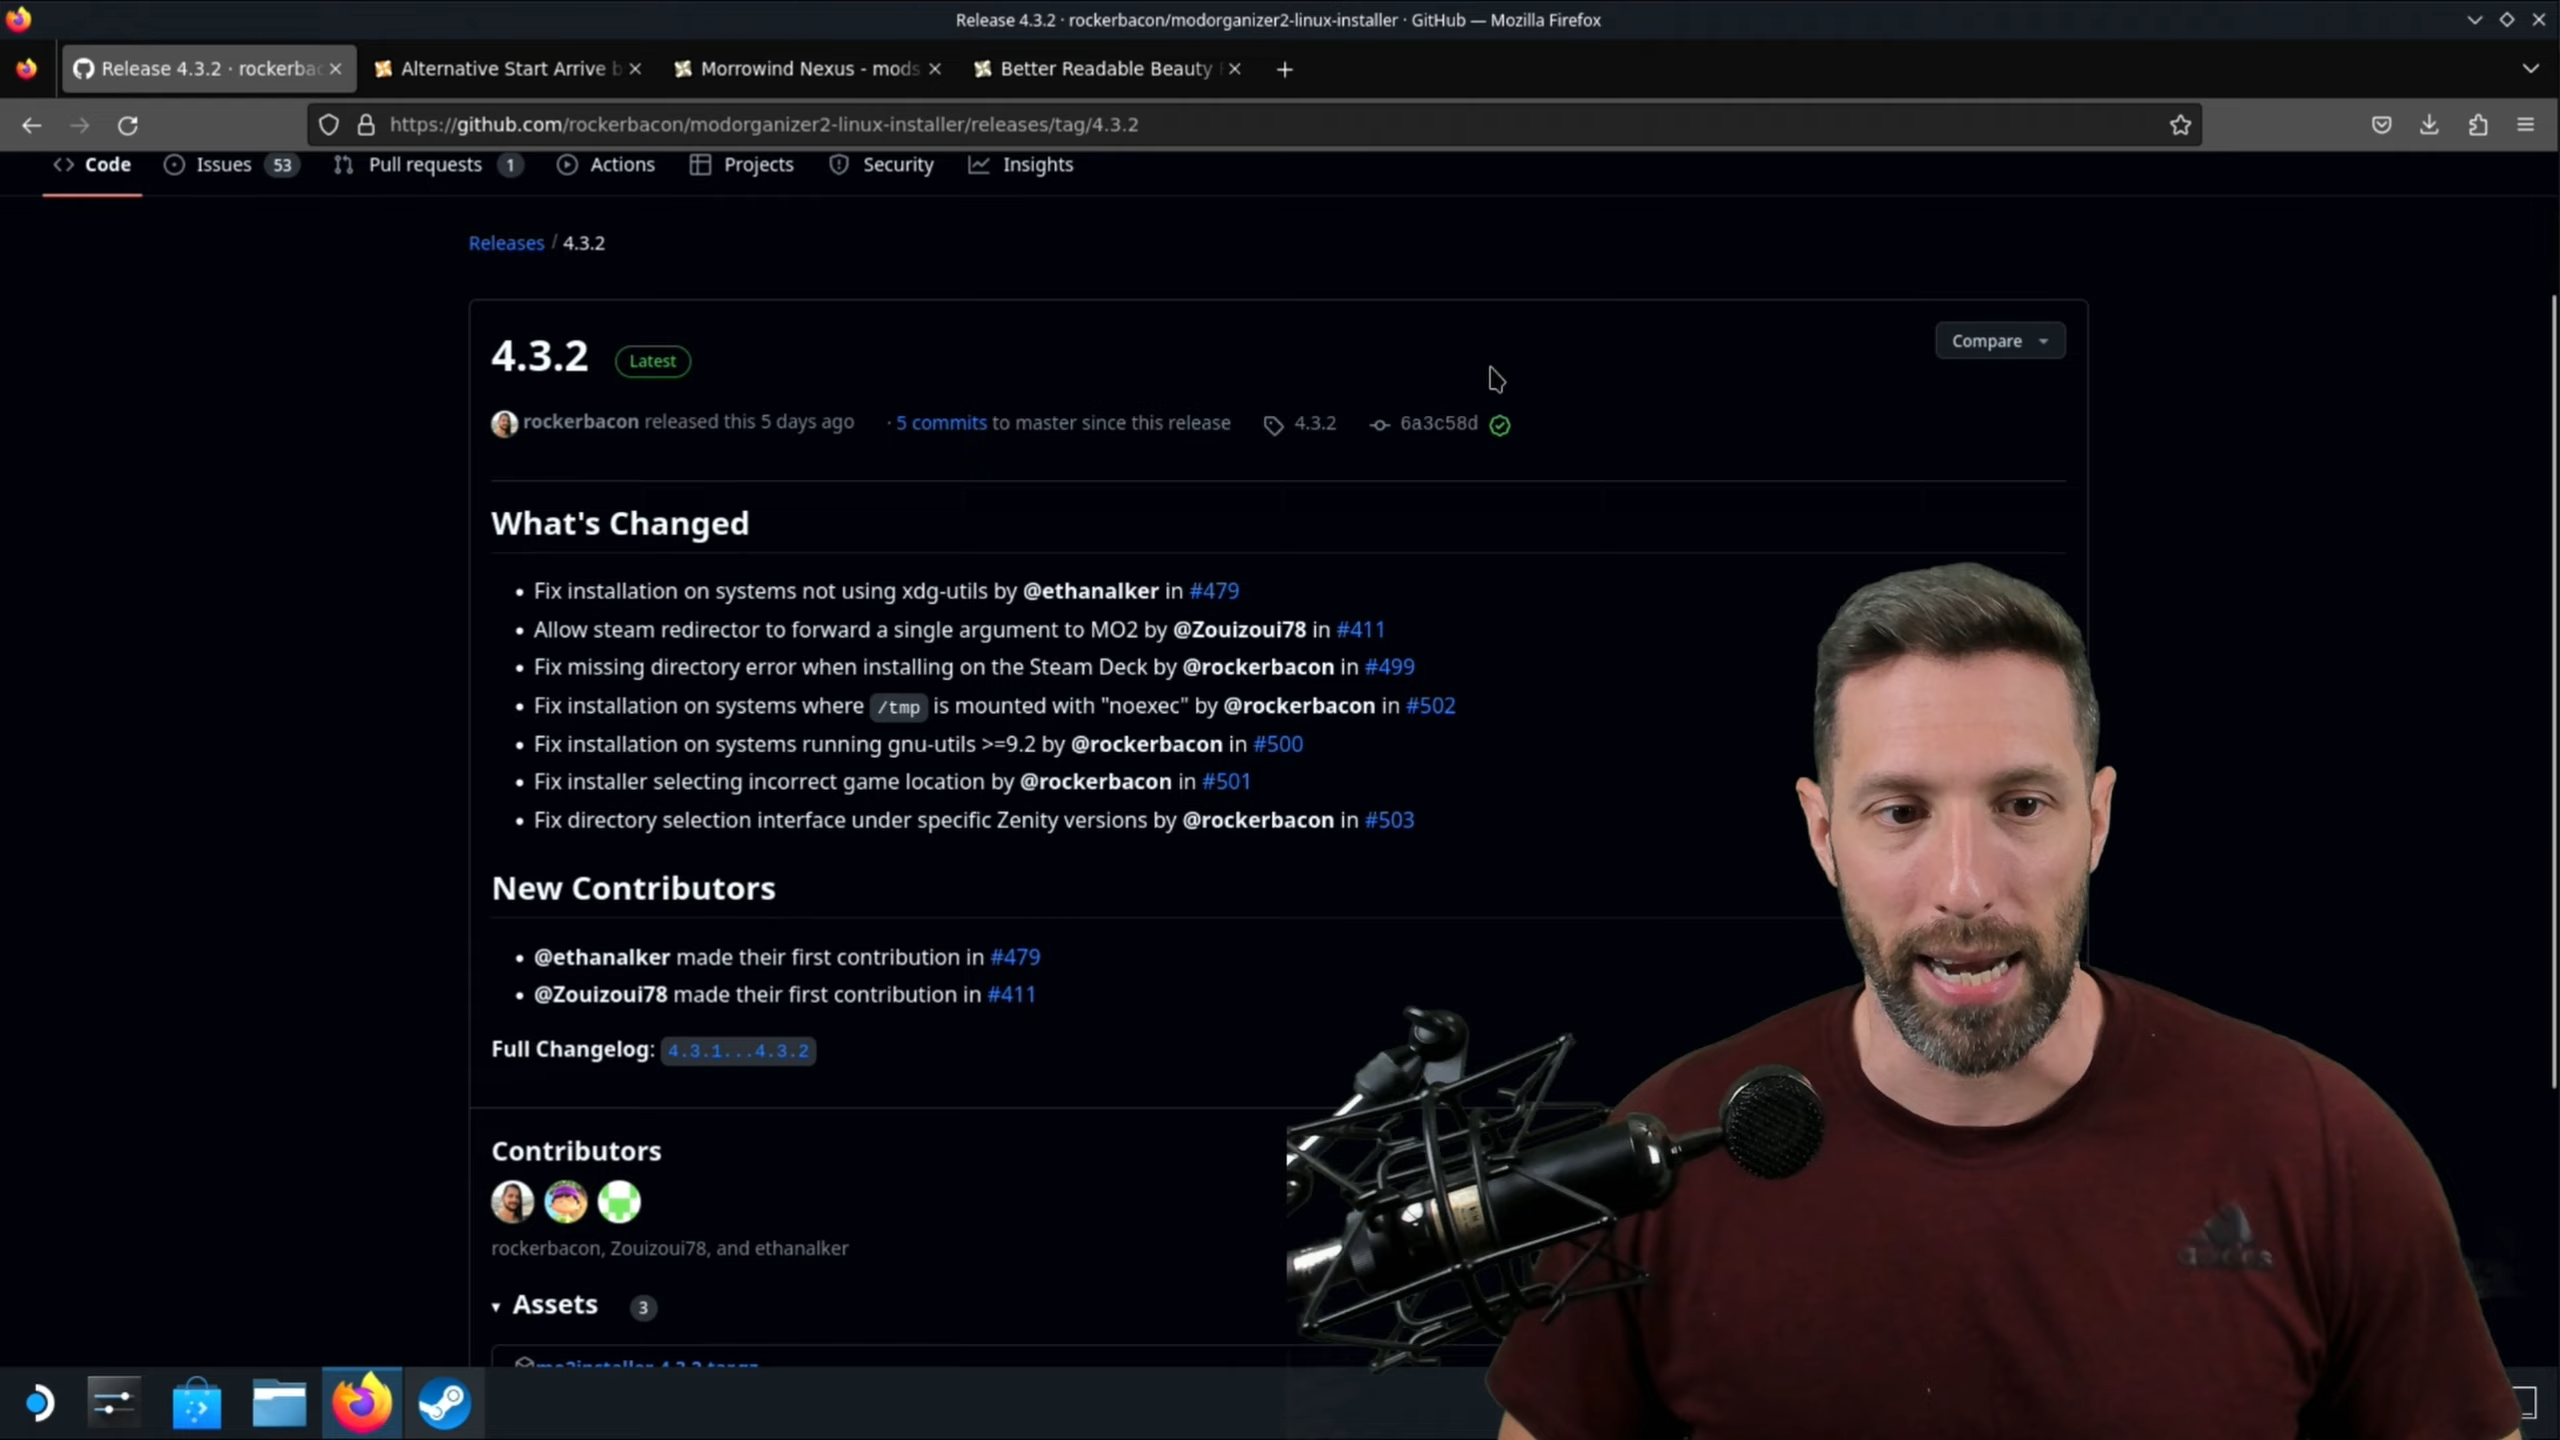 Release 4.3.2 · rockerbacon/modorganizer2-linux-installer · GitHub — Mozilla Firefox
Release 4.3.2 · rockerbac
Alternative Start Arrive b
Morrowind Nexus - mods
Better Readable Beauty
https://github.com/rockerbacon/modorganizer2-linux-installer/releases/tag/4.3.2
Code
Issues 53
Pull requests 1
Actions
Projects
Security
Insights
Releases / 4.3.2
4.3.2 Latest
Compare
rockerbacon released this 5 days ago · 5 commits to master since this release 4.3.2 6a3c58d
What's Changed
• Fix installation on systems not using xdg-utils by @ethanalker in #479
• Allow steam redirector to forward a single argument to MO2 by @Zouizoui78 in #411
• Fix missing directory error when installing on the Steam Deck by @rockerbacon in #499
• Fix installation on systems where /tmp is mounted with "noexec" by @rockerbacon in #502
• Fix installation on systems running gnu-utils >=9.2 by @rockerbacon in #500
• Fix installer selecting incorrect game location by @rockerbacon in #501
• Fix directory selection interface under specific Zenity versions by @rockerbacon in #503
New Contributors
• @ethanalker made their first contribution in #479
• @Zouizoui78 made their first contribution in #411
Full Changelog: 4.3.1...4.3.2
Contributors
rockerbacon, Zouizoui78, and ethanalker
Assets 3
mo2installer-4.3.2.tar.gz
adidas